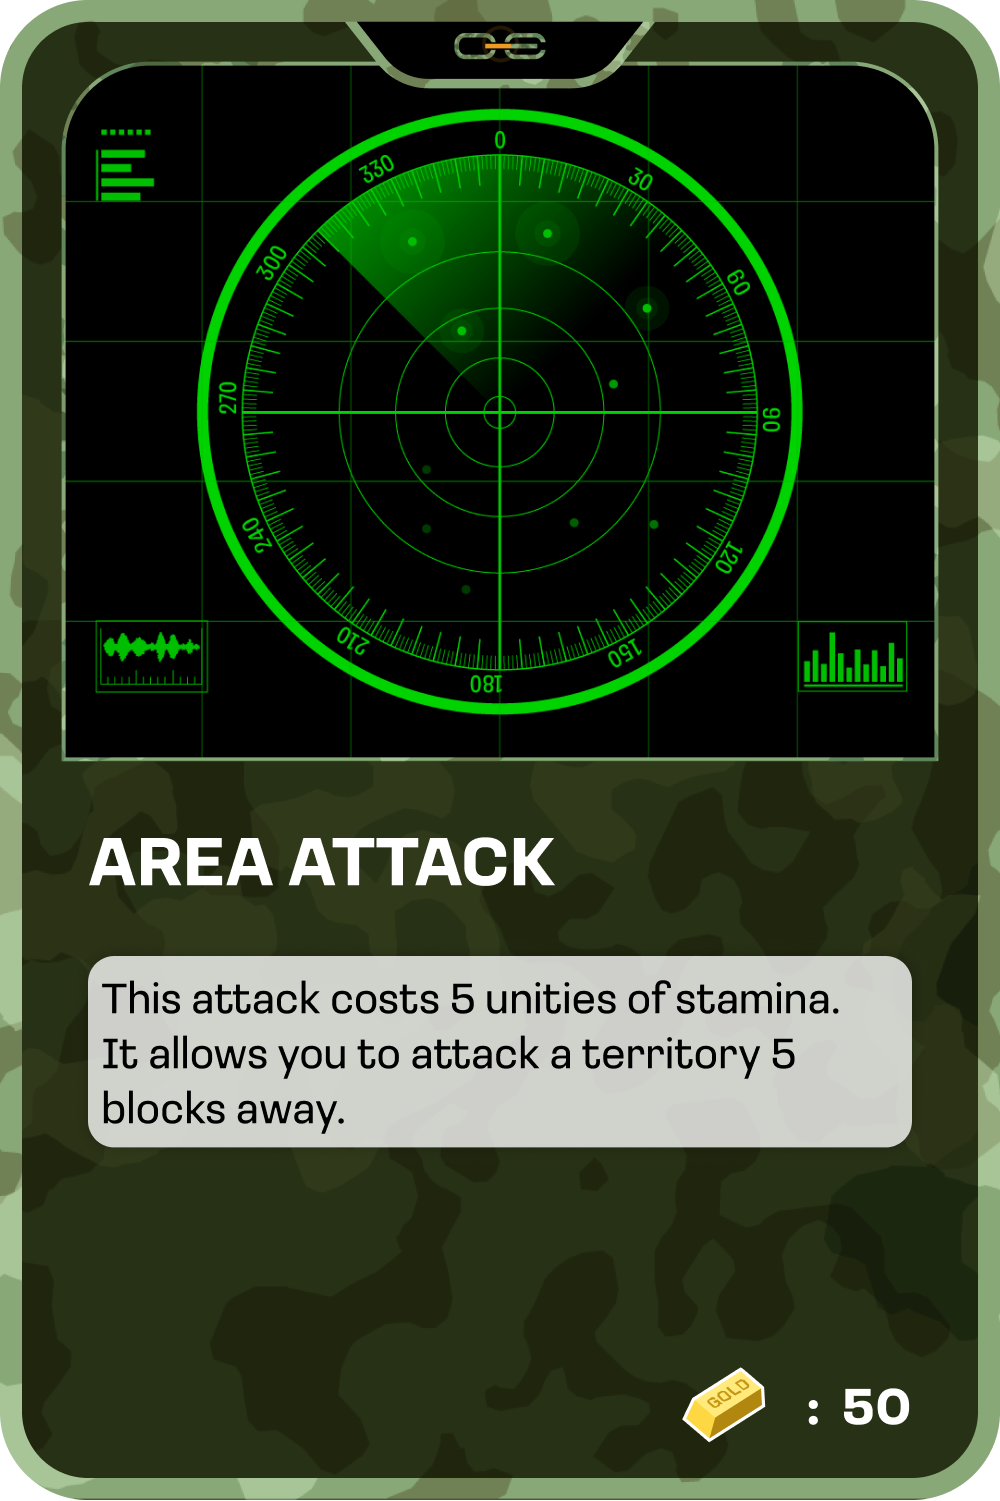 0
30
60
90
120
150
180
210
240
270
300
330
AREA ATTACK
This attack costs 5 unities of stamina.
It allows you to attack a territory 5
blocks away.
GOLD
: 50